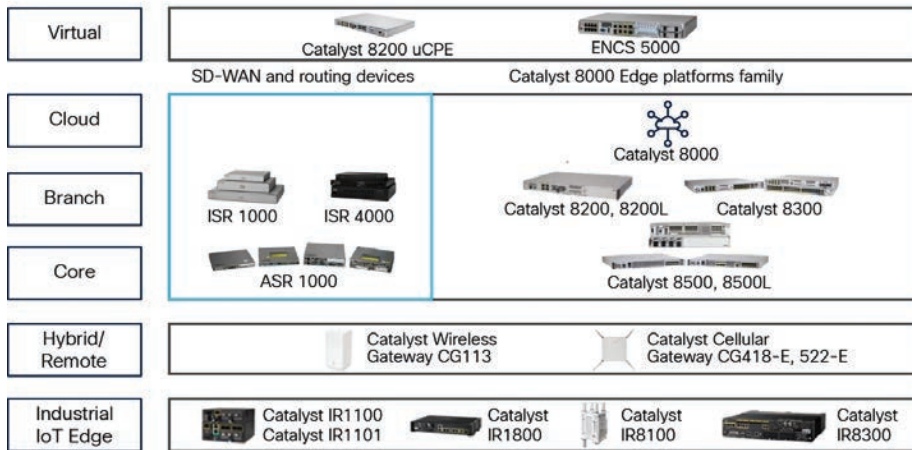 Virtual
Catalyst 8200 uCPE
ENCS 5000
SD-WAN and routing devices
Catalyst 8000 Edge platforms family
Cloud
Catalyst 8000
Branch
ISR 1000
ISR 4000
Catalyst 8200, 8200L
Catalyst 8300
Core
ASR 1000
Catalyst 8500, 8500L
Hybrid/
Remote
Catalyst Wireless
Gateway CG113
Catalyst Cellular
Gateway CG418-E, 522-E
Industrial
IoT Edge
Catalyst IR1100
Catalyst IR1101
Catalyst
IR1800
Catalyst
IR8100
Catalyst
IR8300